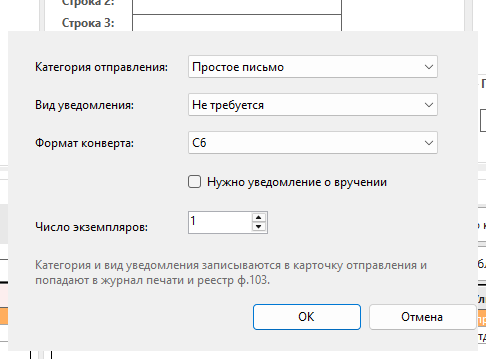 Строка 2:
Строка 3:
Категория отправления: Простое письмо
Вид уведомления: Не требуется
Формат конверта: C6
Нужно уведомление о вручении
Число экземпляров: 1
Категория и вид уведомления записываются в карточку отправления и
попадают в журнал печати и реестр ф.103.
ОК Отмена